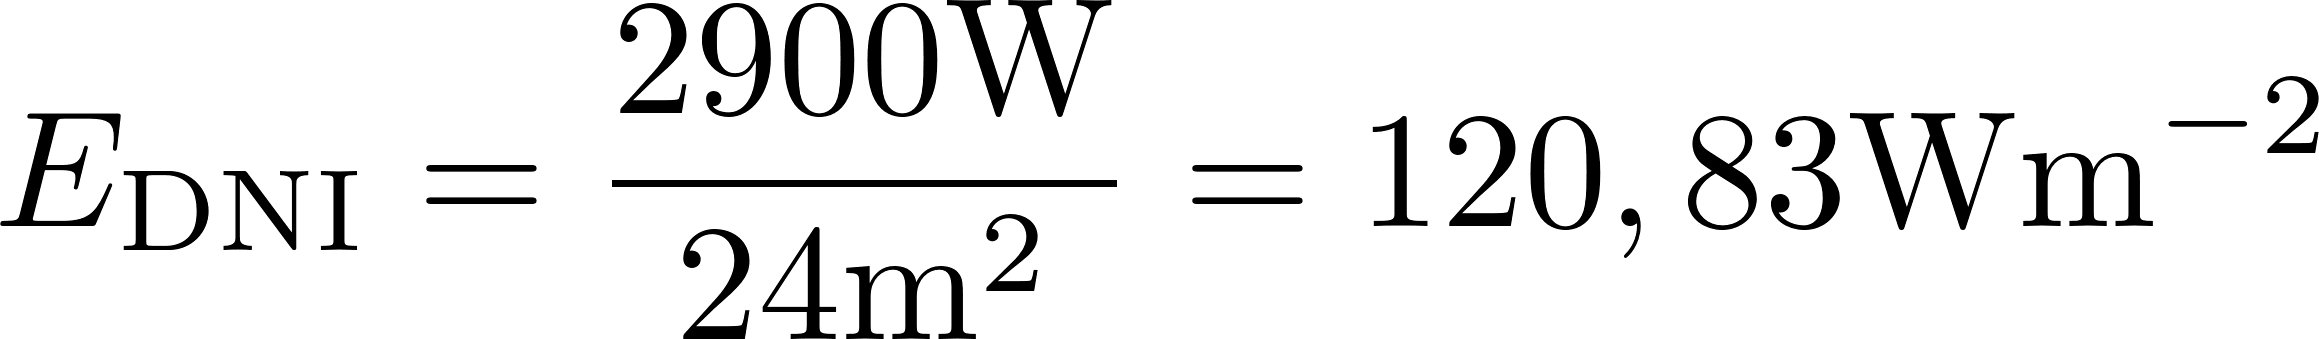 E_DNI = 2900W / 24m² = 120,83Wm⁻²